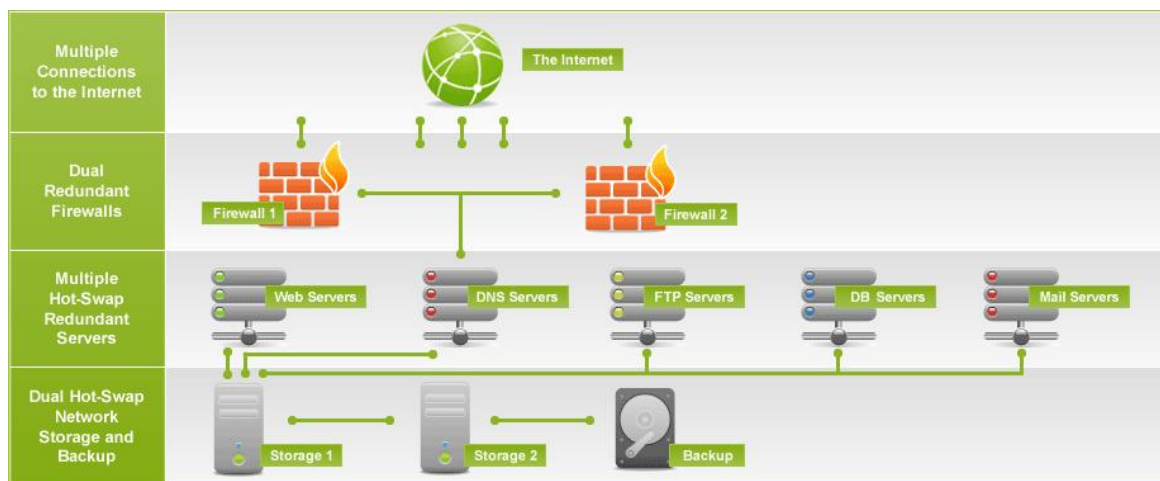 Multiple
Connections
to the Internet
The Internet
Dual
Redundant
Firewalls
Firewall 1
Firewall 2
Multiple
Hot-Swap
Redundant
Servers
Web Servers
DNS Servers
FTP Servers
DB Servers
Mail Servers
Dual Hot-Swap
Network
Storage and
Backup
Storage 1
Storage 2
Backup